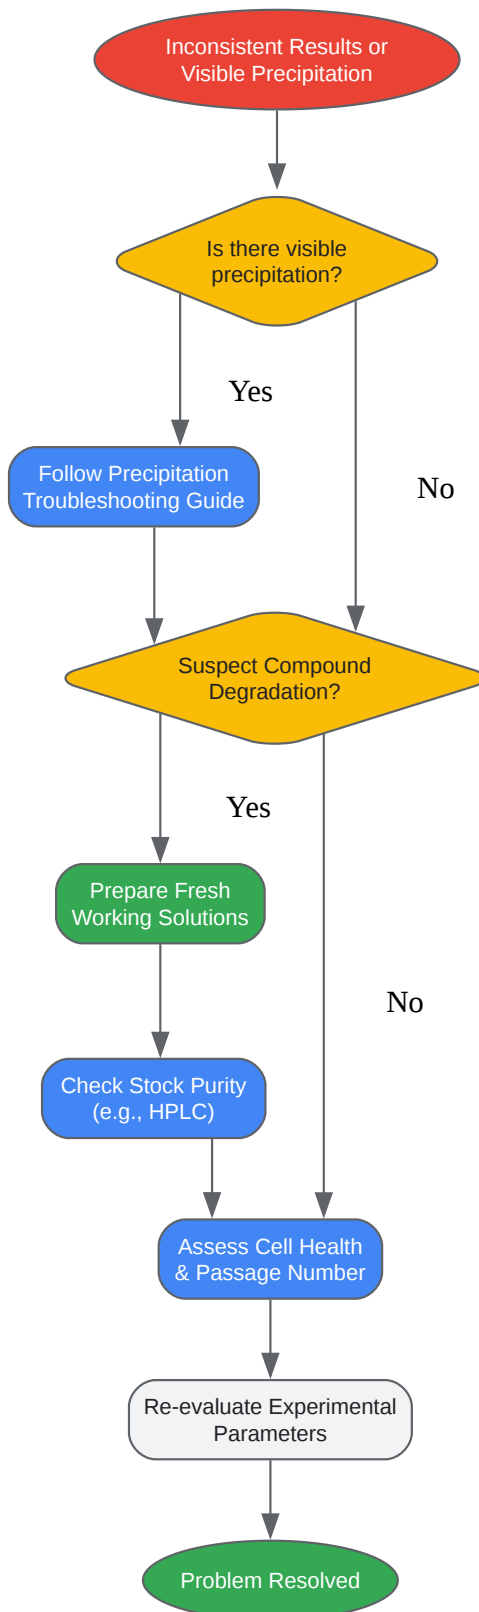 Inconsistent Results or
Visible Precipitation
Is there visible
precipitation?
Yes
Follow Precipitation
Troubleshooting Guide
No
Suspect Compound
Degradation?
Yes
Prepare Fresh
Working Solutions
No
Check Stock Purity
(e.g., HPLC)
Assess Cell Health
& Passage Number
Re-evaluate Experimental
Parameters
Problem Resolved